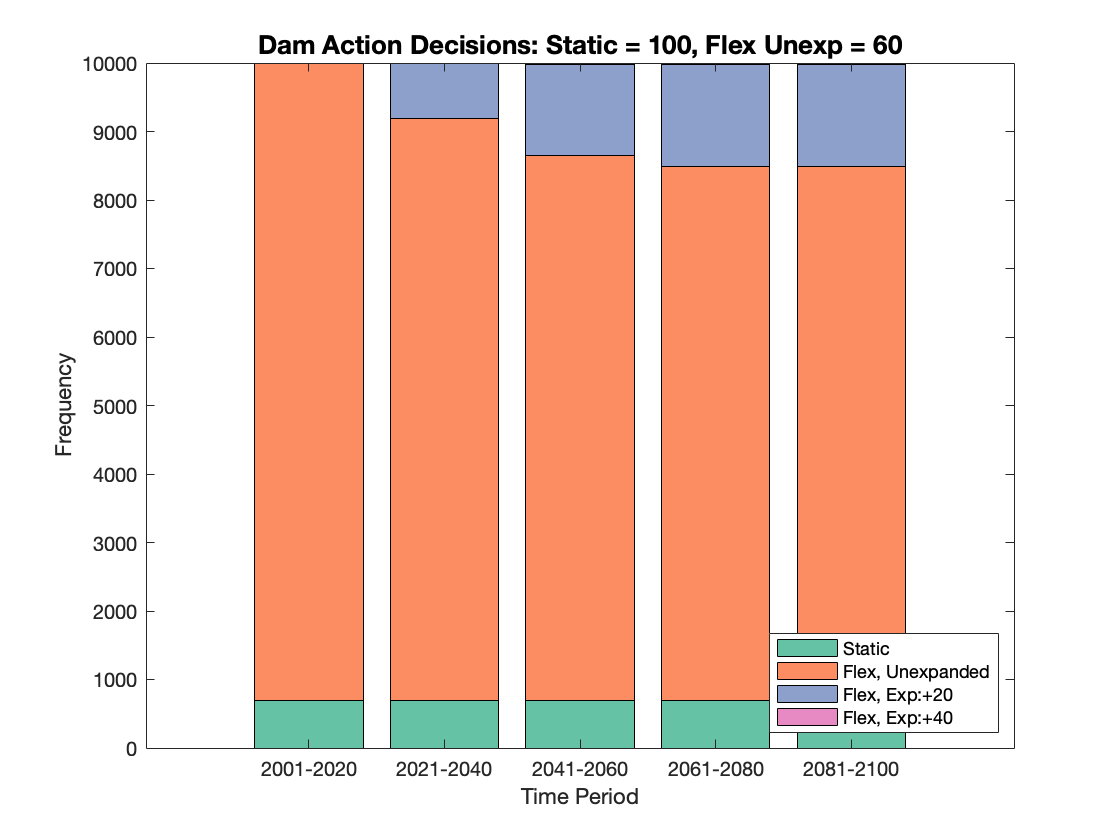 Dam Action Decisions: Static = 100, Flex Unexp = 60
10000
9000
8000
7000
6000
5000
4000
3000
2000
1000
0
Frequency
Static
Flex, Unexpanded
Flex, Exp:+20
Flex, Exp:+40
2001-2020 2021-2040 2041-2060 2061-2080 2081-2100
Time Period